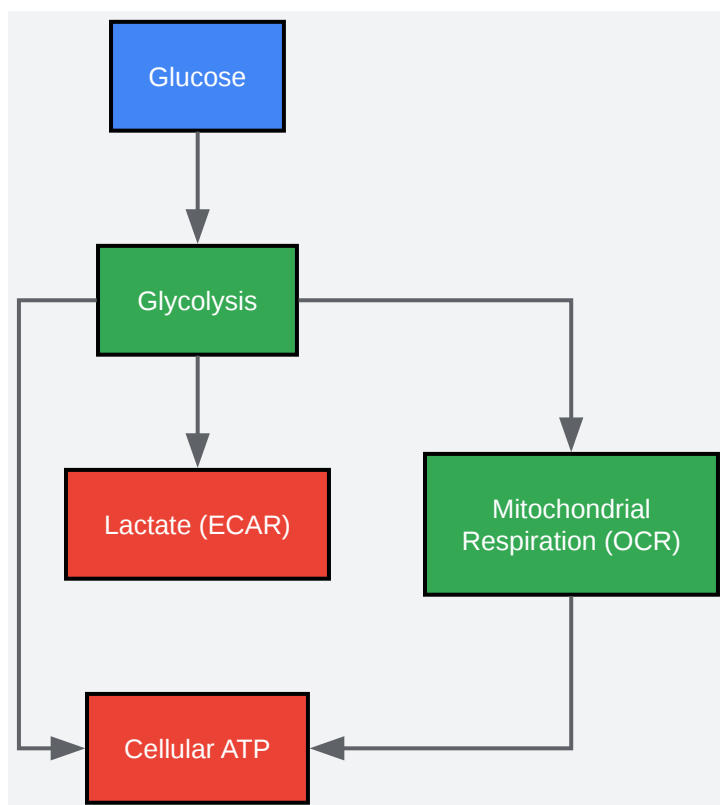 Glucose
Glycolysis
Lactate (ECAR)
Mitochondrial
Respiration (OCR)
Cellular ATP